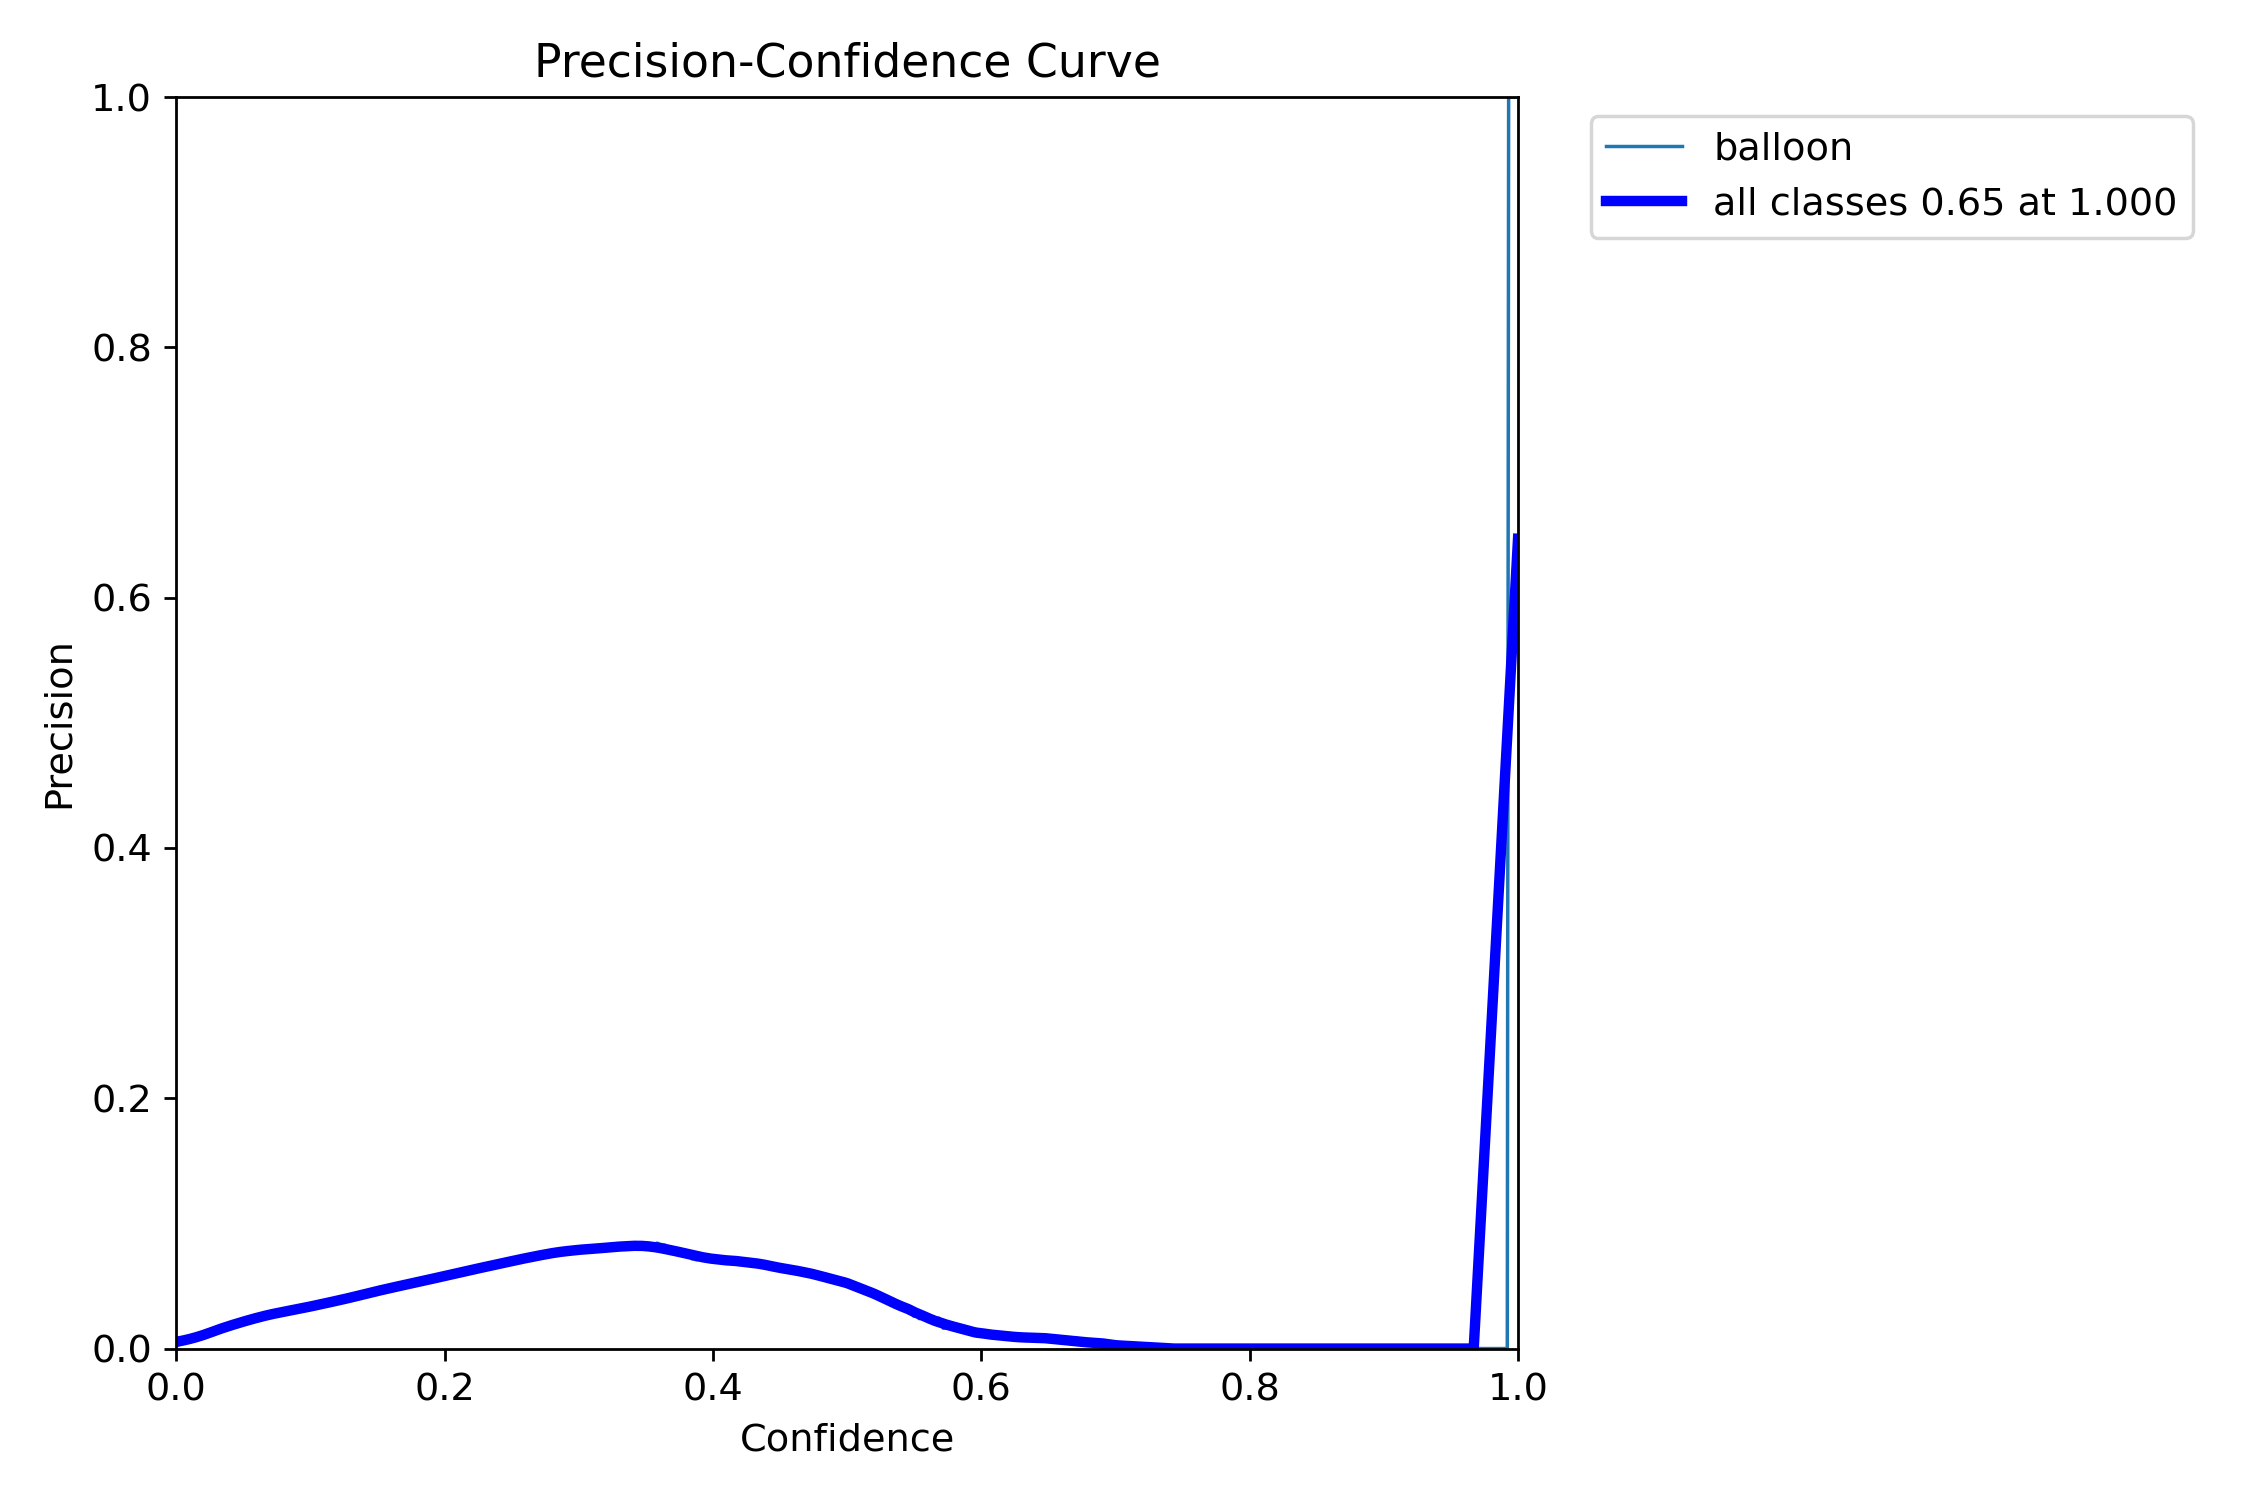 Precision-Confidence Curve
1.0
0.8
0.6
0.4
0.2
0.0
Precision
0.0 0.2 0.4 0.6 0.8 1.0
Confidence
balloon
all classes 0.65 at 1.000